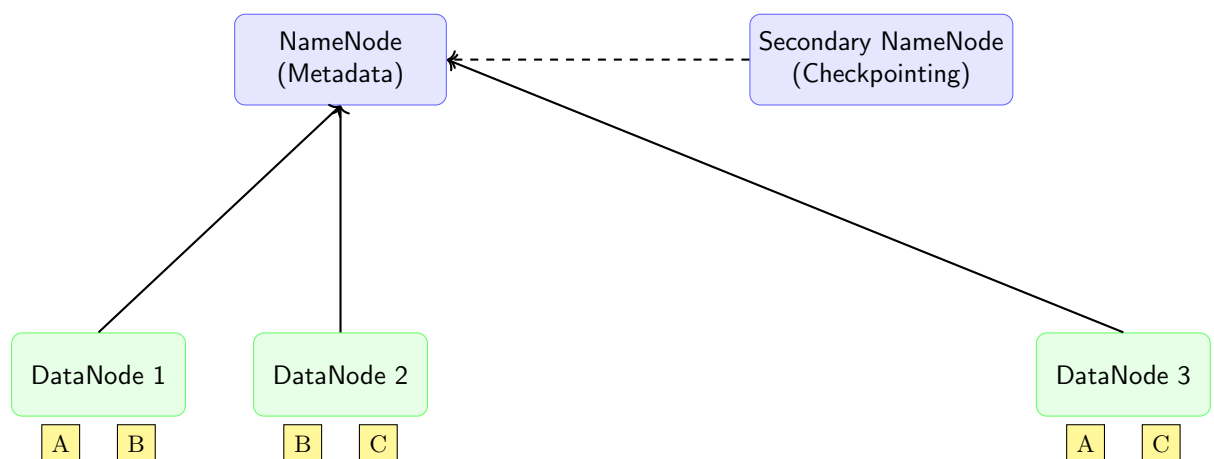 NameNode
(Metadata)
Secondary NameNode
(Checkpointing)
DataNode 1
DataNode 2
DataNode 3
A
B
B
C
A
C